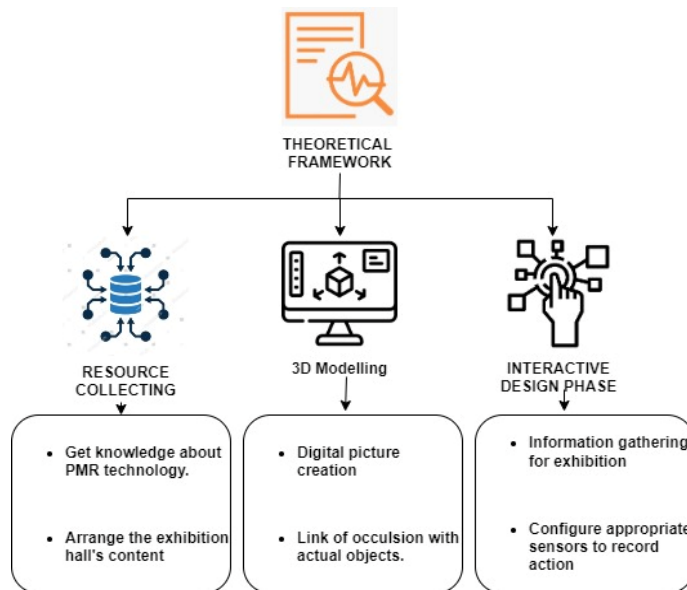 THEORETICAL
FRAMEWORK
RESOURCE
COLLECTING
3D Modelling
INTERACTIVE
DESIGN PHASE
Get knowledge about
PMR technology.
Arrange the exhibition
hall's content
Digital picture
creation
Link of occulsion with
actual objects.
Information gathering
for exhibition
Configure appropriate
sensors to record
action